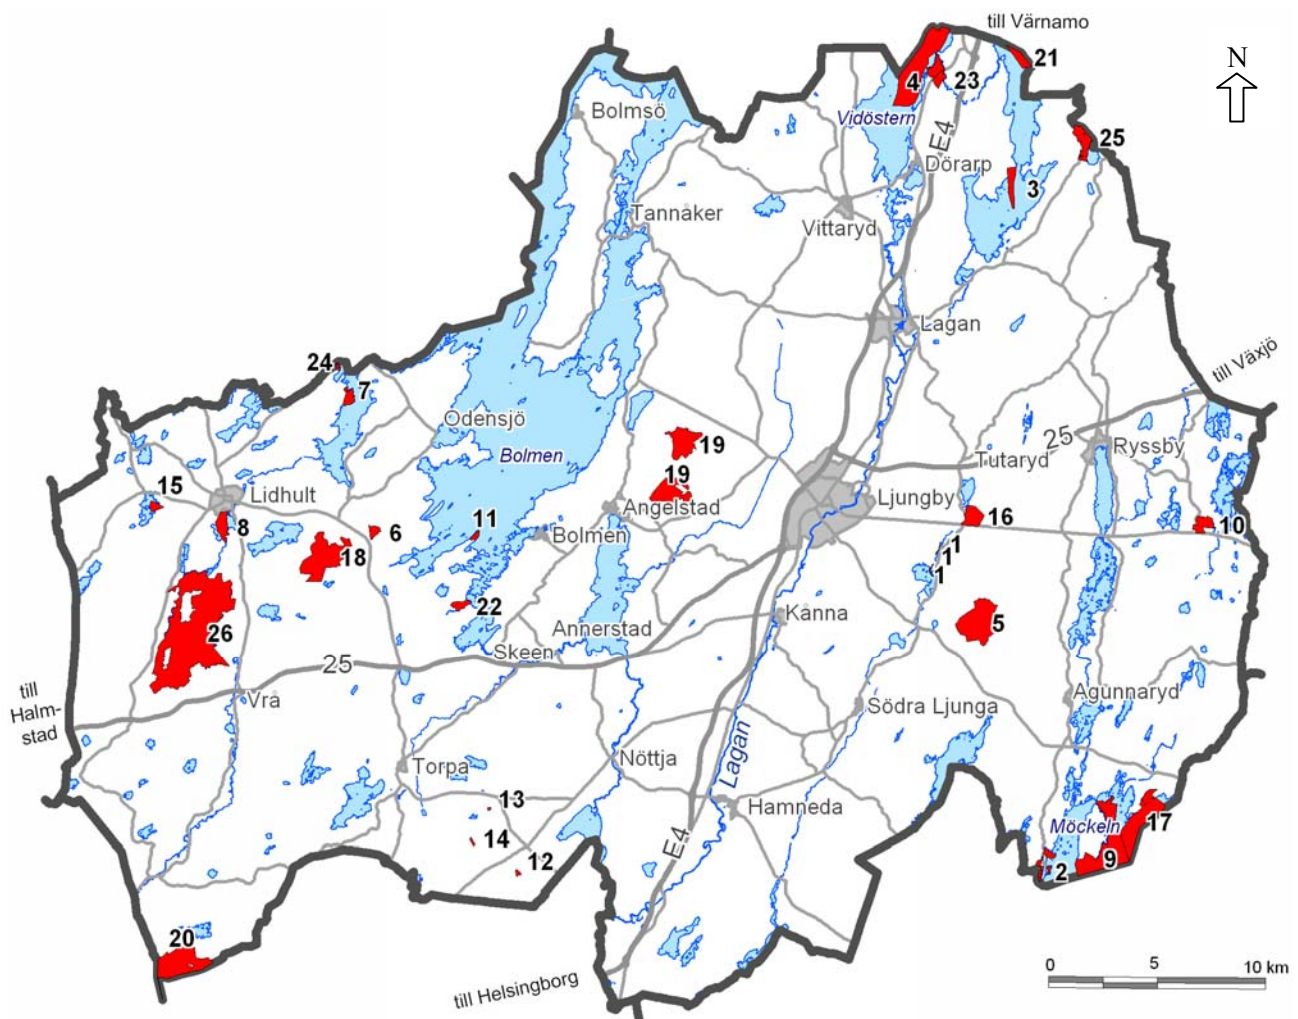 till Värnamo
N
4
23
21
Vidöstern
E4
25
Bolmsö
Dörarp
3
Tannåker
Vittaryd
Lagan
till Växjö
24
7
Odensjö
Bolmen
19
25
Ryssby
Tutaryd
19
15
Lidhult
Angelstad
Ljungby
8
18
6
11
Bolmen
16
10
1
1
1
22
26
Annerstad
Kånna
5
Skeen
25
till
Halm-
stad
Vrå
Agunnaryd
Södra Ljunga
Lagan
Torpa
Nöttja
13
Hamneda
14
12
E4
Möckeln
17
9
2
20
till Helsingborg
0
5
10 km